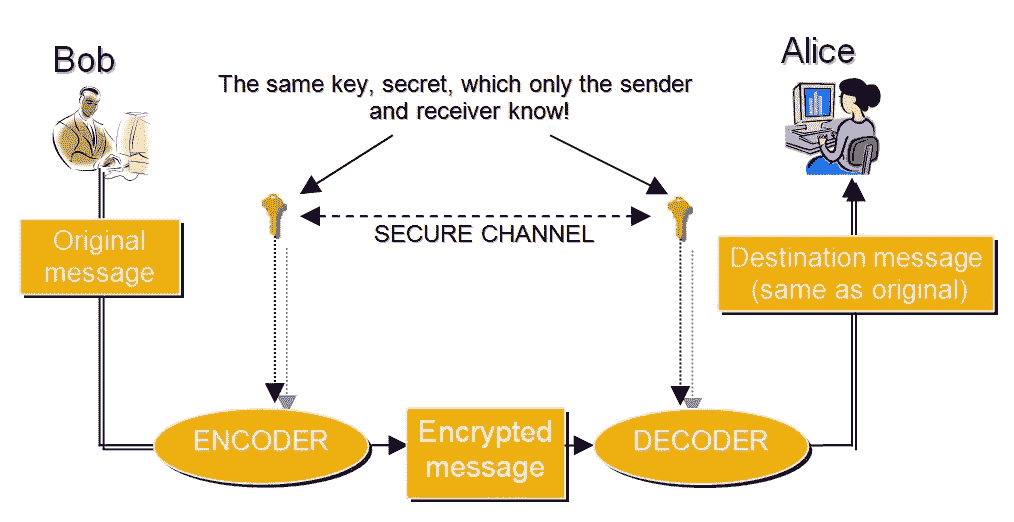 Bob
Alice
The same key, secret, which only the sender
and receiver know!
SECURE CHANNEL
Original
message
Destination message
(same as original)
ENCODER
Encrypted
message
DECODER